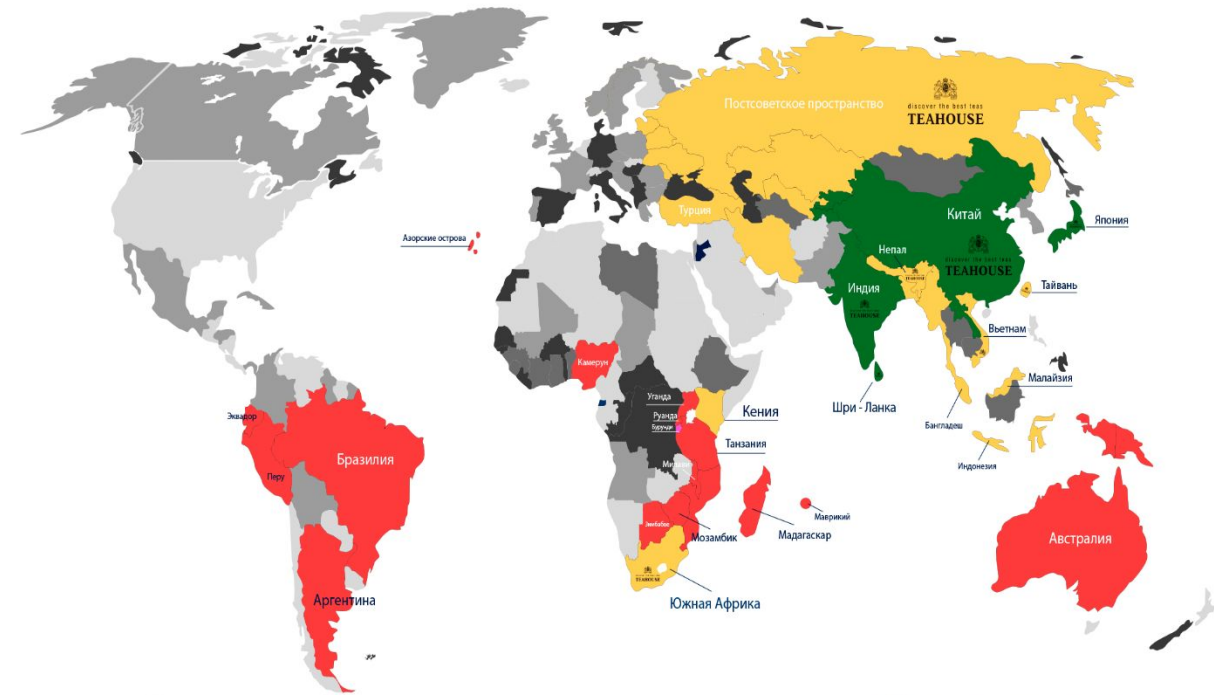 Постсоветское пространство
discover the best teas
TEAHOUSE
Китай
Япония
Турция
Азорские острова
Непал
discover the best teas
TEAHOUSE
TEAHOUSE
Индия
Тайвань
TEAHOUSE
Вьетнам
Камерун
Малайзия
Уганда
Эквадор
Руанда
Кения
Шри - Ланка
Бурунди
Бангладеш
Танзания
Бразилия
Индонезия
Перу
Маврикий
Зимбабве
Мозамбик
Мадагаскар
Австралия
TEAHOUSE
Аргентина
Южная Африка